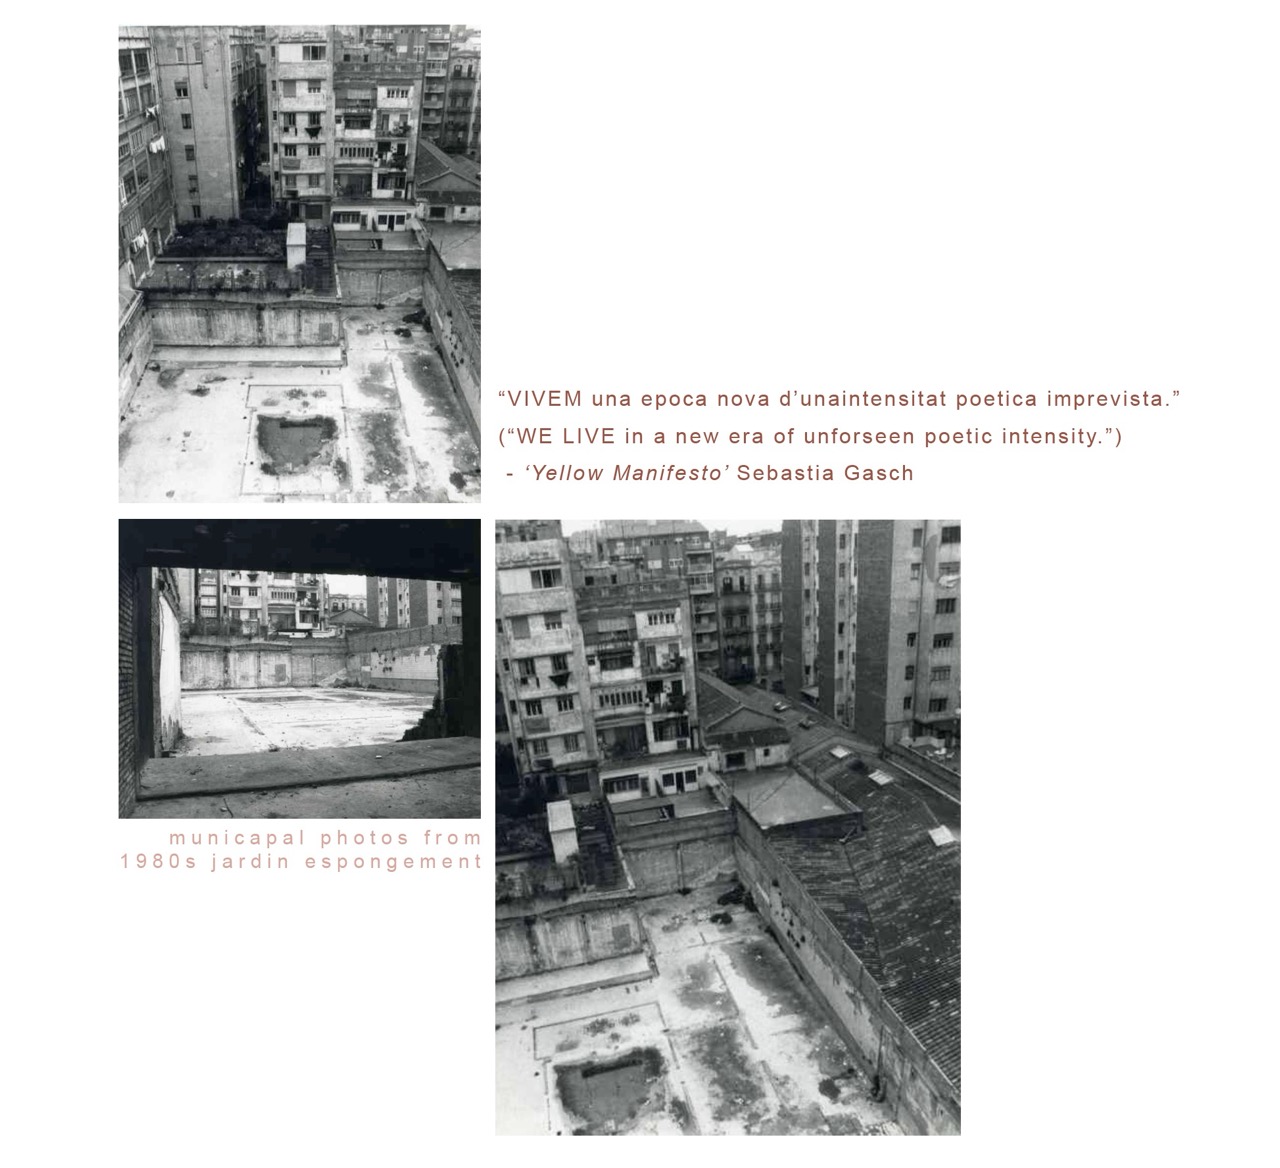 “VIVEM una epoca nova d’unaintensitat poetica imprevista.”
(“WE LIVE in a new era of unforseen poetic intensity.”)
- ‘Yellow Manifesto’ Sebastia Gasch
municapal photos from
1980s jardin espongement